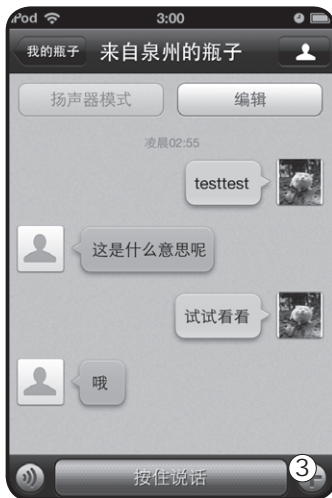 iPod 3:00
我的瓶子 来自泉州的瓶子
扬声器模式 编辑
凌晨02:55
testtest
这是什么意思呢
试试看看
哦
按住说话 3